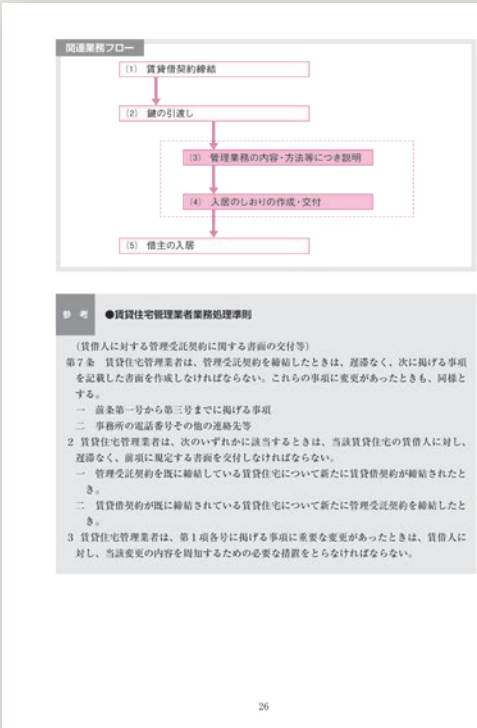 関連業務フロー
(1) 賃貸借契約締結
(2) 鍵の引渡し
(3) 管理業務の内容・方法等につき説明
(4) 入居のしおりの作成・交付
(5) 借主の入居
参 考 ●賃貸住宅管理業者業務処理準則
(賃借人に対する管理受託契約に関する書面の交付等)
第7条 賃貸住宅管理業者は、管理受託契約を締結したときは、遅滞なく、次に掲げる事項
を記載した書面を作成しなければならない。これらの事項に変更があったときも、同様と
する。
一 前条第一号から第三号までに掲げる事項
二 事務所の電話番号その他の連絡先等
2 賃貸住宅管理業者は、次のいずれかに該当するときは、当該賃貸住宅の賃借人に対し、
遅滞なく、前項に規定する書面を交付しなければならない。
一 管理受託契約を既に締結している賃貸住宅について新たに賃貸借契約が締結されたと
き。
二 賃貸借契約が既に締結されている賃貸住宅について新たに管理受託契約を締結したと
き。
3 賃貸住宅管理業者は、第1項各号に掲げる事項に重要な変更があったときは、賃借人に
対し、当該変更の内容を周知するための必要な措置をとらなければならない。
26